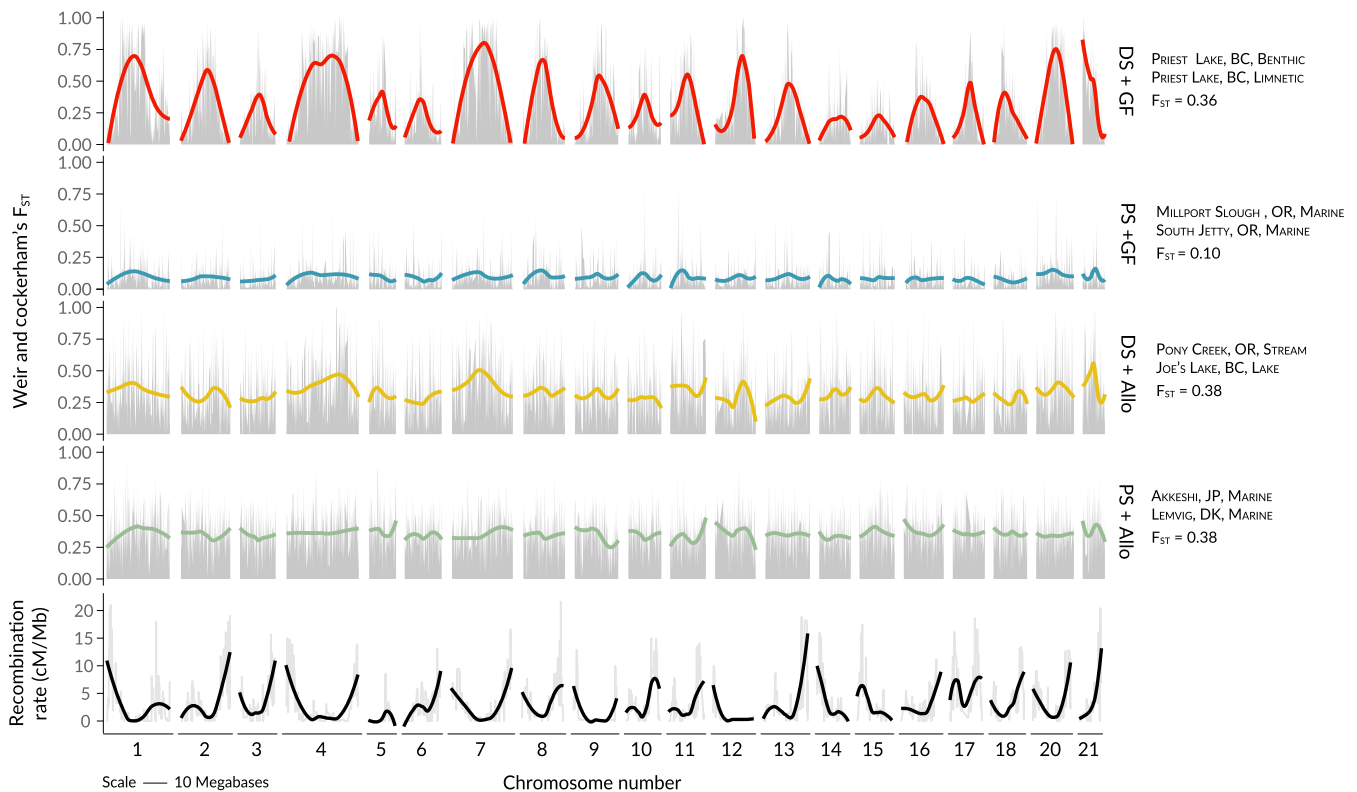 1.00
0.75
0.50
0.25
0.00
DS + GF
Priest Lake, BC, Benthic
Priest Lake, BC, Limnetic
FST = 0.36
1.00
0.75
0.50
0.25
0.00
PS +GF
Millport Slough , OR, Marine
South Jetty, OR, Marine
FST = 0.10
Weir and cockerham's FST
1.00
0.75
0.50
0.25
0.00
DS + Allo
Pony Creek, OR, Stream
Joe's Lake, BC, Lake
FST = 0.38
1.00
0.75
0.50
0.25
0.00
PS + Allo
Akkeshi, JP, Marine
Lemvig, DK, Marine
FST = 0.38
Recombination
rate (cM/Mb)
20
15
10
5
0
1 2 3 4 5 6 7 8 9 10 11 12 13 14 15 16 17 18 20 21
Scale — 10 Megabases
Chromosome number